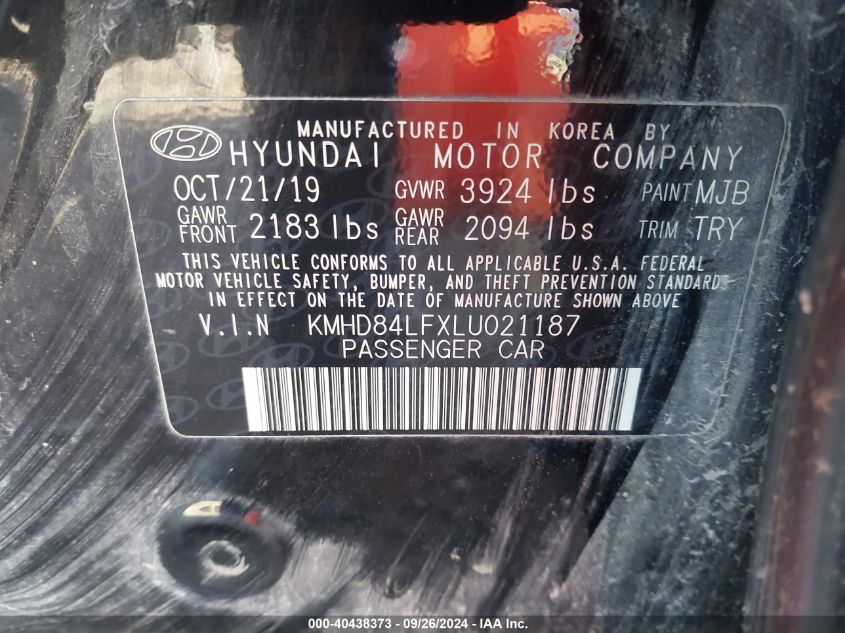 MANUFACTURED IN KOREA BY
HYUNDAI MOTOR COMPANY
OCT/21/19 GVWR 3924 lbs PAINT MJB
GAWR FRONT 2183 lbs GAWR REAR 2094 lbs TRIM TRY
THIS VEHICLE CONFORMS TO ALL APPLICABLE U.S.A. FEDERAL
MOTOR VEHICLE SAFETY, BUMPER, AND THEFT PREVENTION STANDARDS
IN EFFECT ON THE DATE OF MANUFACTURE SHOWN ABOVE
V.I.N KMHD84LFXLU021187
PASSENGER CAR
000-40438373 - 09/26/2024 - IAA Inc.